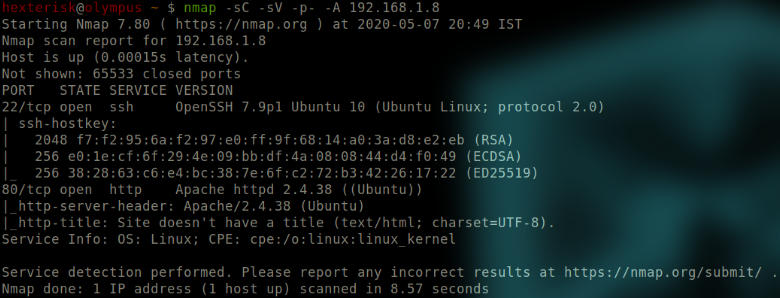 hexterisk@olympus ~ $ nmap -sC -sV -p- -A 192.168.1.8
Starting Nmap 7.80 ( https://nmap.org ) at 2020-05-07 20:49 IST
Nmap scan report for 192.168.1.8
Host is up (0.00015s latency).
Not shown: 65533 closed ports
PORT   STATE SERVICE VERSION
22/tcp open  ssh     OpenSSH 7.9p1 Ubuntu 10 (Ubuntu Linux; protocol 2.0)
| ssh-hostkey:
|   2048 f7:f2:95:6a:f2:97:e0:ff:9f:68:14:a0:3a:d8:e2:eb (RSA)
|   256 e0:1e:cf:6f:29:4e:09:bb:df:4a:08:08:44:d4:f0:49 (ECDSA)
|_  256 38:28:63:c6:e4:bc:38:7e:6f:c2:72:b3:42:26:17:22 (ED25519)
80/tcp open  http    Apache httpd 2.4.38 ((Ubuntu))
|_http-server-header: Apache/2.4.38 (Ubuntu)
|_http-title: Site doesn't have a title (text/html; charset=UTF-8).
Service Info: OS: Linux; CPE: cpe:/o:linux:linux_kernel

Service detection performed. Please report any incorrect results at https://nmap.org/submit/ .
Nmap done: 1 IP address (1 host up) scanned in 8.57 seconds